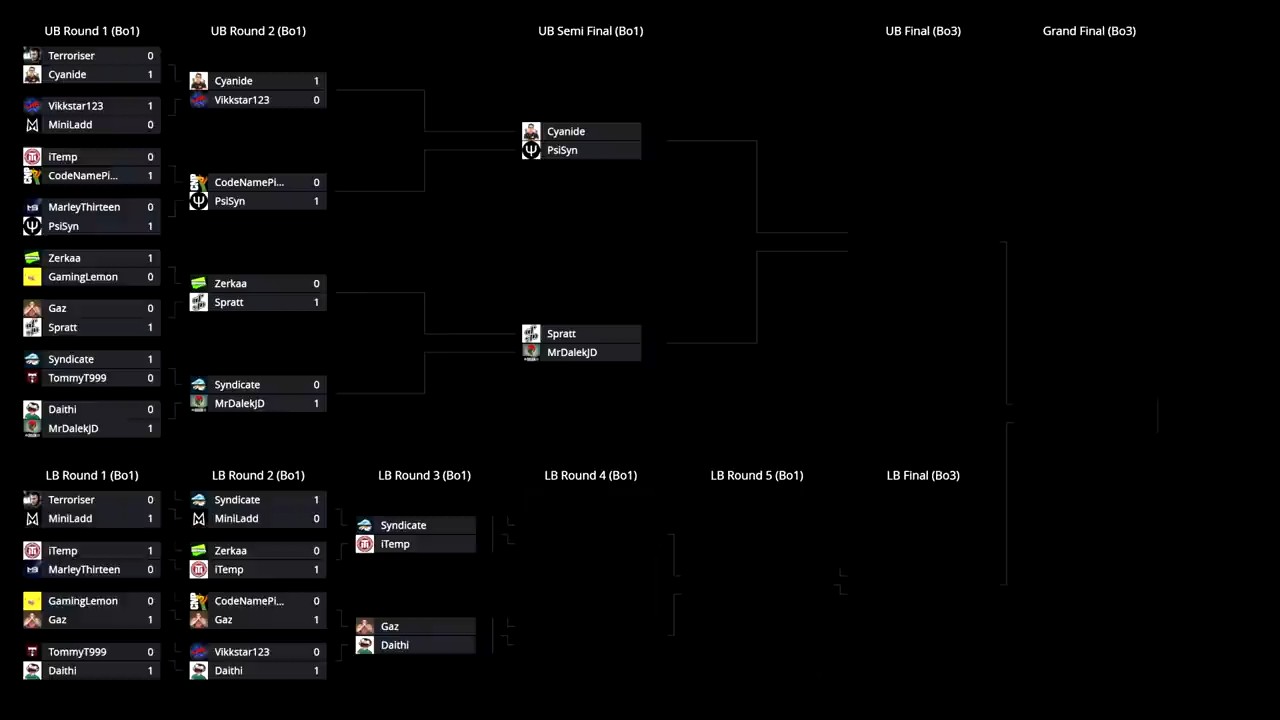 UB Round 1 (Bo1)
UB Round 2 (Bo1)
UB Semi Final (Bo1)
UB Final (Bo3)
Grand Final (Bo3)
Terroriser 0
Cyanide 1
Vikkstar123 1
MiniLadd 0
iTemp 0
CodeNamePi... 1
MarleyThirteen 0
PsiSyn 1
Zerkaa 1
GamingLemon 0
Gaz 0
Spratt 1
Syndicate 1
TommyT999 0
Daithi 0
MrDalekJD 1
Cyanide 1
Vikkstar123 0
CodeNamePi... 0
PsiSyn 1
Zerkaa 0
Spratt 1
Syndicate 0
MrDalekJD 1
Cyanide
PsiSyn
Spratt
MrDalekJD
LB Round 1 (Bo1)
LB Round 2 (Bo1)
LB Round 3 (Bo1)
LB Round 4 (Bo1)
LB Round 5 (Bo1)
LB Final (Bo3)
Terroriser 0
MiniLadd 1
iTemp 1
MarleyThirteen 0
GamingLemon 0
Gaz 1
TommyT999 0
Daithi 1
Syndicate 1
MiniLadd 0
Zerkaa 0
iTemp 1
CodeNamePi... 0
Gaz 1
Vikkstar123 0
Daithi 1
Syndicate
iTemp
Gaz
Daithi